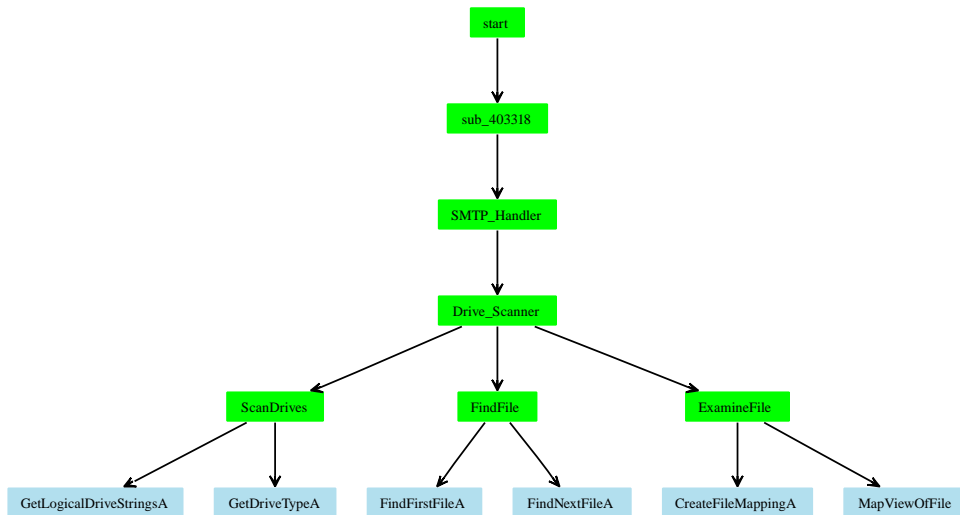 start
sub_403318
SMTP_Handler
Drive_Scanner
ScanDrives
FindFile
ExamineFile
GetLogicalDriveStringsA
GetDriveTypeA
FindFirstFileA
FindNextFileA
CreateFileMappingA
MapViewOfFile